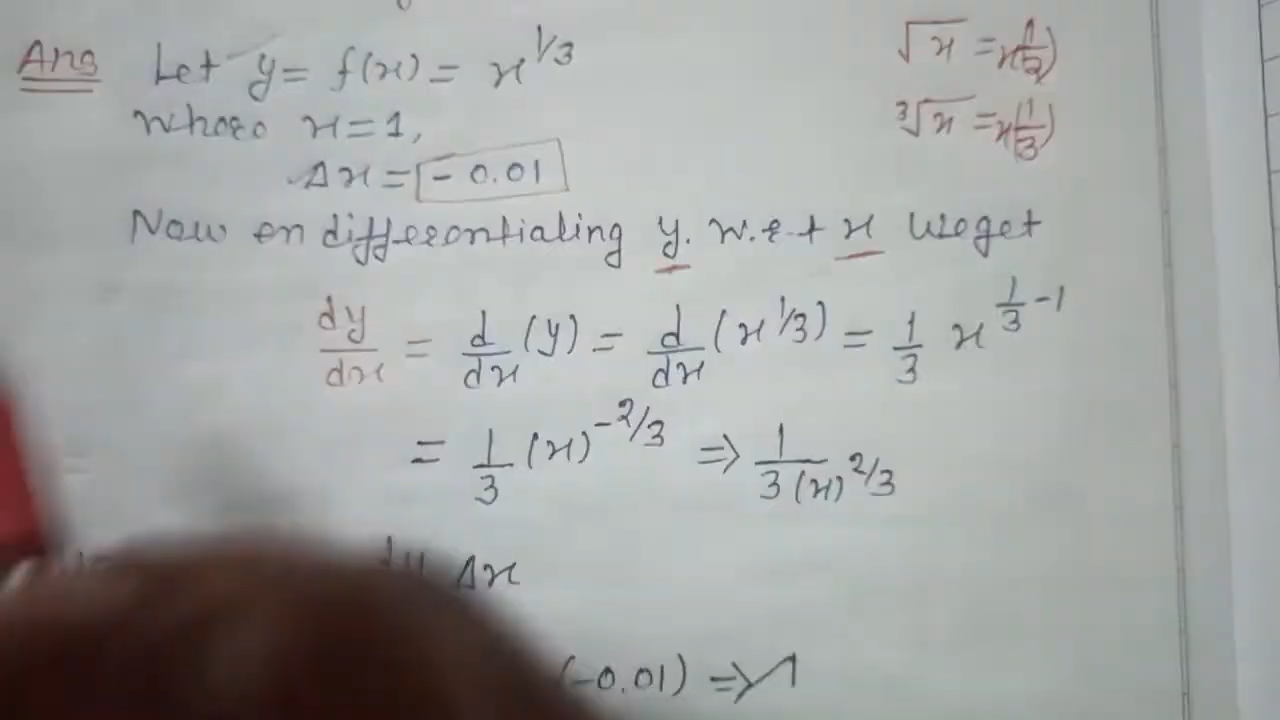 Ans Let y = f(x) = x^1/3
√x = x(1/2)
where x = 1,
∛x = x(1/3)
Δx = -0.01
Now on differentiating y. w.r.t x we get
dy/dx = d/dx (y) = d/dx (x^1/3) = 1/3 x^1/3-1
= 1/3 (x)^-2/3 ⇒ 1/3(x)^2/3
dy Δx
(-0.01) ⇒